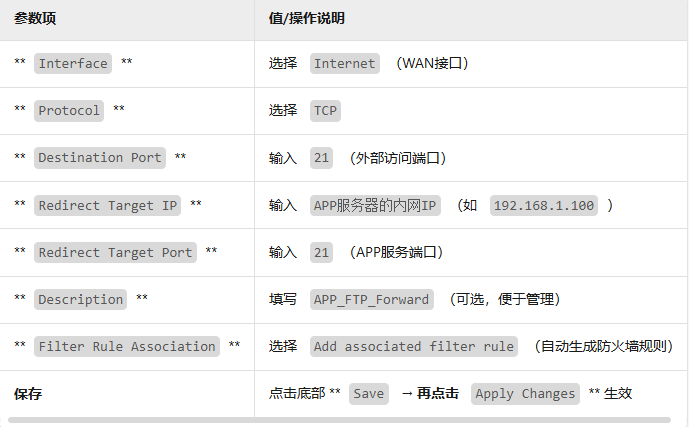 参数项 值/操作说明
** Interface ** 选择 Internet （WAN接口）
** Protocol ** 选择 TCP
** Destination Port ** 输入 21 （外部访问端口）
** Redirect Target IP ** 输入 APP服务器的内网IP （如 192.168.1.100 ）
** Redirect Target Port ** 输入 21 （APP服务端口）
** Description ** 填写 APP_FTP_Forward （可选，便于管理）
** Filter Rule Association ** 选择 Add associated filter rule （自动生成防火墙规则）
保存 点击底部 ** Save → 再点击 Apply Changes ** 生效